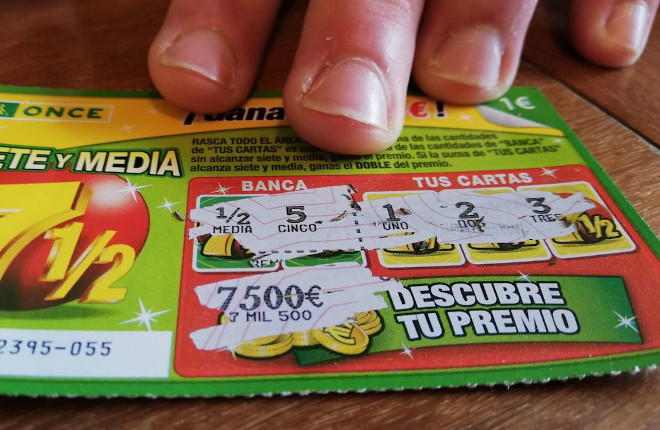 ONCE
¡Gana
€!
1€
ETE Y MEDIA
7 1/2
RASCA TODO EL ÁREA
de las cantidades
de "TUS CARTAS" es
de las cantidades de "BANCA"
sin alcanzar siete y media, ganas el premio. Si la suma de "TUS CARTAS"
alcanza siete y media, ganas el DOBLE del premio.
BANCA
TUS CARTAS
1/2 5 1 2 3
MEDIA CINCO UNO DOS TRES
7500€
7 MIL 500
DESCUBRE
TU PREMIO
2395-055